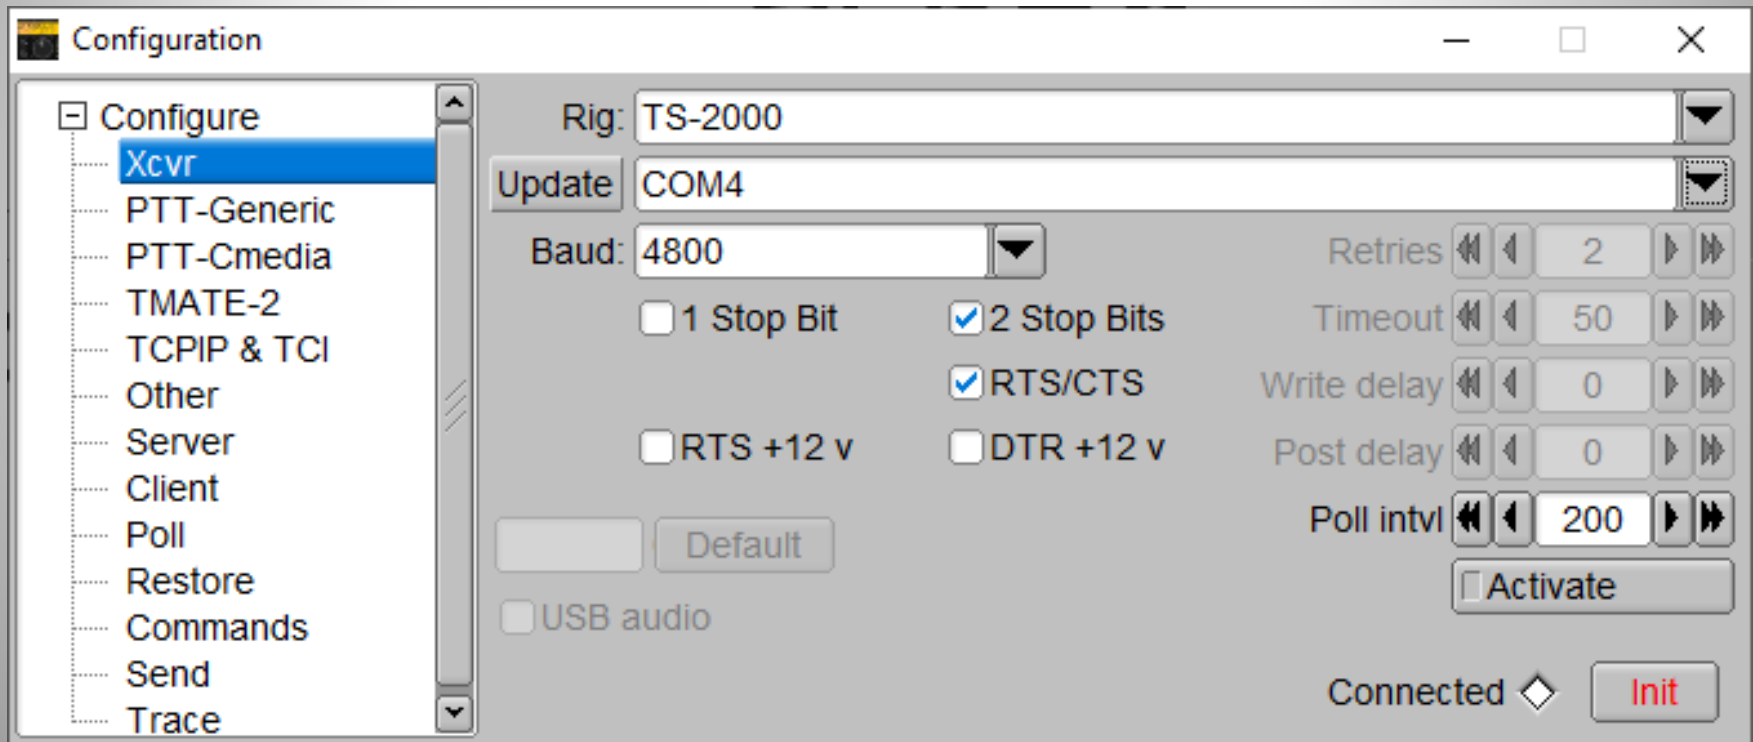 Configuration
Configure
Xcvr
PTT-Generic
PTT-Cmedia
TMATE-2
TCPIP & TCI
Other
Server
Client
Poll
Restore
Commands
Send
Trace
Rig: TS-2000
Update COM4
Baud: 4800
Retries 2
1 Stop Bit 2 Stop Bits
Timeout 50
RTS/CTS
Write delay 0
RTS +12 v DTR +12 v
Post delay 0
Poll intvl 200
Default
Activate
USB audio
Connected Init